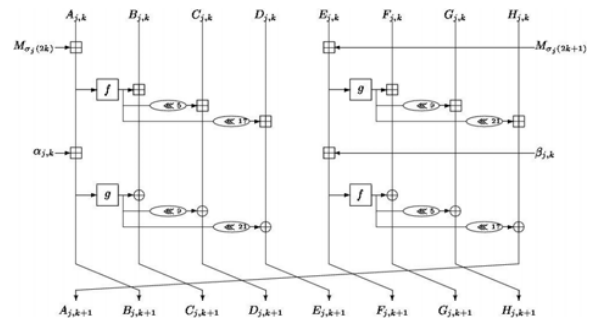 A_{j,k} B_{j,k} C_{j,k} D_{j,k} E_{j,k} F_{j,k} G_{j,k} H_{j,k}
M_{σ_j(2k)} M_{σ_j(2k+1)}
f g
≪ 5 ≪ 9
≪ 17 ≪ 21
α_{j,k} β_{j,k}
g f
≪ 9 ≪ 5
≪ 21 ≪ 17
A_{j,k+1} B_{j,k+1} C_{j,k+1} D_{j,k+1} E_{j,k+1} F_{j,k+1} G_{j,k+1} H_{j,k+1}